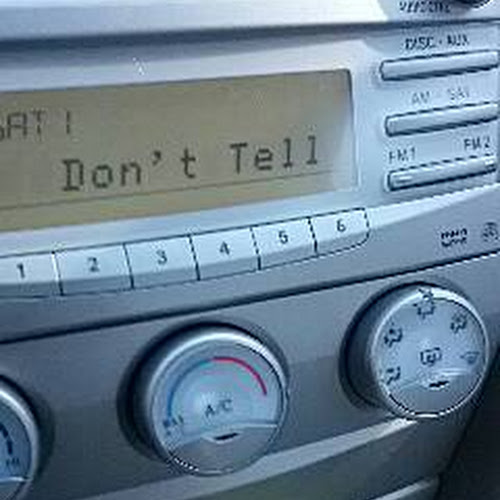 DISC · AUX
SAT 1
AM · SAT
Don't Tell
FM1 FM2
1 2 3 4 5 6
A/C